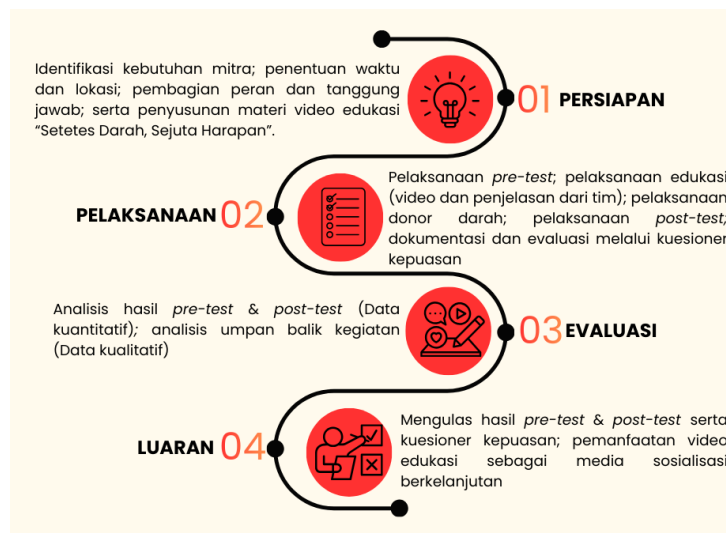 Identifikasi kebutuhan mitra; penentuan waktu
dan lokasi; pembagian peran dan tanggung
jawab; serta penyusunan materi video edukasi
“Setetes Darah, Sejuta Harapan”.
01 PERSIAPAN
PELAKSANAAN 02
Pelaksanaan pre-test; pelaksanaan edukasi
(video dan penjelasan dari tim); pelaksanaan
donor darah; pelaksanaan post-test;
dokumentasi dan evaluasi melalui kuesioner
kepuasan
Analisis hasil pre-test & post-test (Data
kuantitatif); analisis umpan balik kegiatan
(Data kualitatif)
03 EVALUASI
LUARAN 04
Mengulas hasil pre-test & post-test serta
kuesioner kepuasan; pemanfaatan video
edukasi sebagai media sosialisasi
berkelanjutan